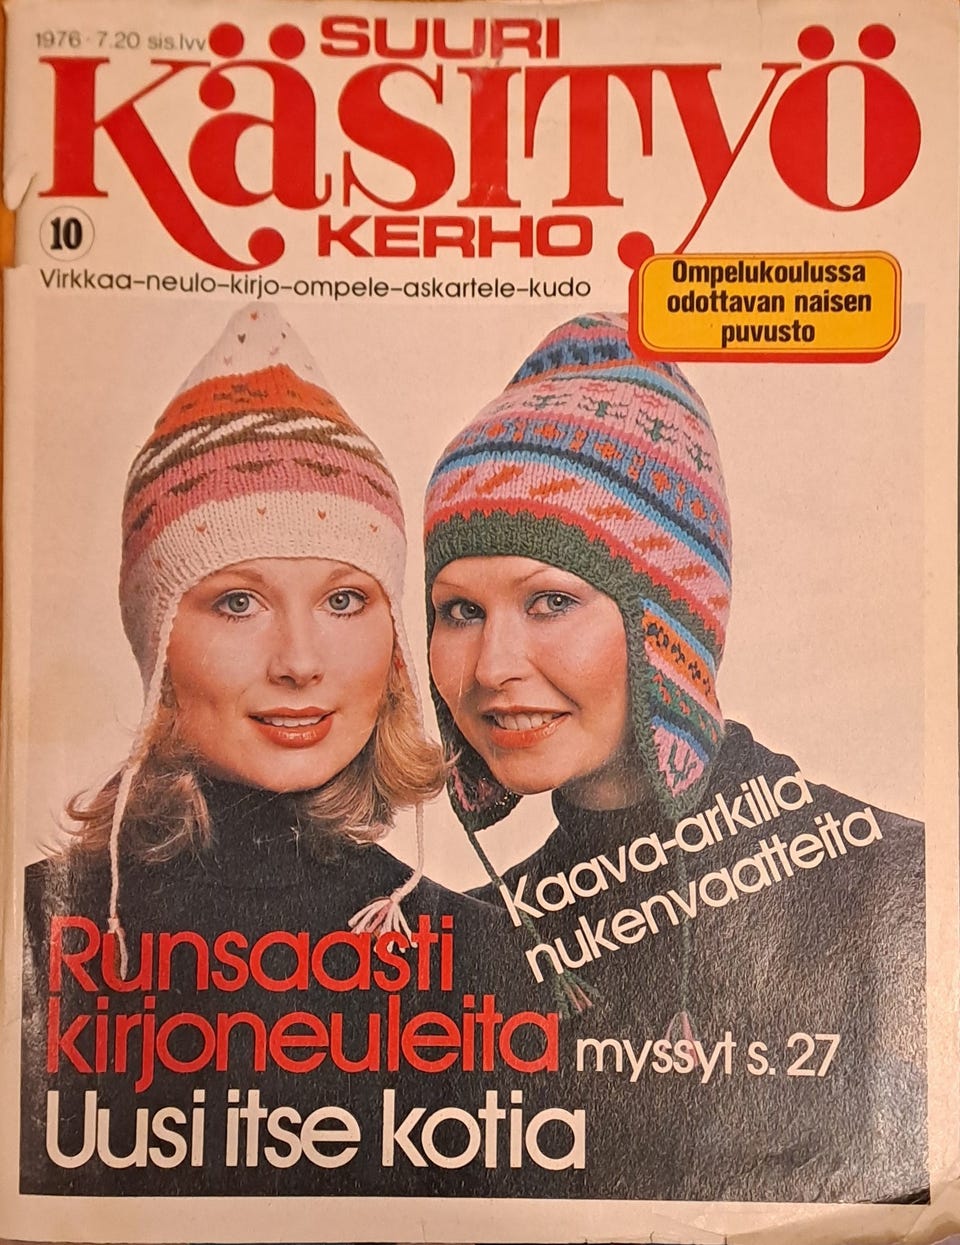 1976 · 7.20 sis.lvv
SUURI
KÄSITYÖ
KERHO
10
Virkkaa–neulo–kirjo–ompele–askartele–kudo
Ompelukoulussa
odottavan naisen
puvusto
Kaava-arkilla
nukenvaatteita
Runsaasti
kirjoneuleita myssyt s. 27
Uusi itse kotia